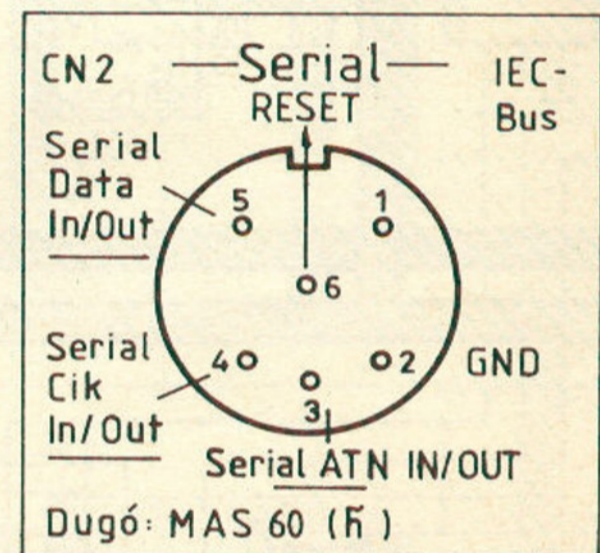 CN2 Serial IEC-
RESET Bus
Serial
Data
In/Out
5 1
6
Serial
Cik
In/Out
4 2 GND
3
Serial ATN IN/OUT
Dugó: MAS 60 (h̄)